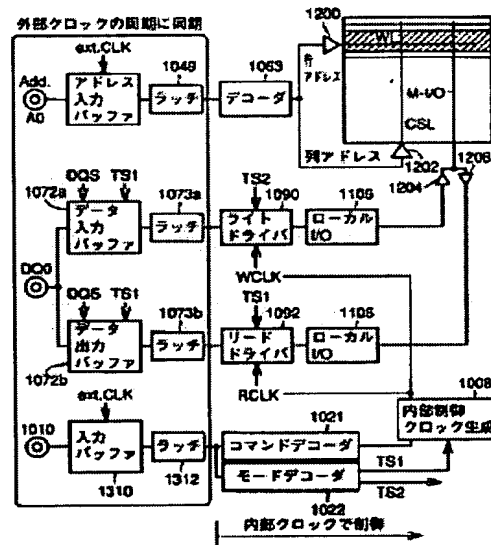 外部クロックの周期に同期
ext.CLK
Add.
A0
アドレス
入力
バッファ
ラッチ
1049
デコーダ
1063
1200
WL
行
アドレス
M-I/O
CSL
列アドレス
1202
1204
1206
DQS TS1
1072a
データ
入力
バッファ
1073a
ラッチ
TS2
1090
ライト
ドライバ
1106
ローカル
I/O
DQ0
WCLK
DQS TS1
データ
出力
バッファ
1072b
1073b
ラッチ
TS1
1092
リード
ドライバ
1106
ローカル
I/O
RCLK
1008
内部制御
クロック生成
ext.CLK
1010
入力
バッファ
1310
ラッチ
1312
1021
コマンドデコーダ
モードデコーダ
1022
TS1
TS2
内部クロックで制御